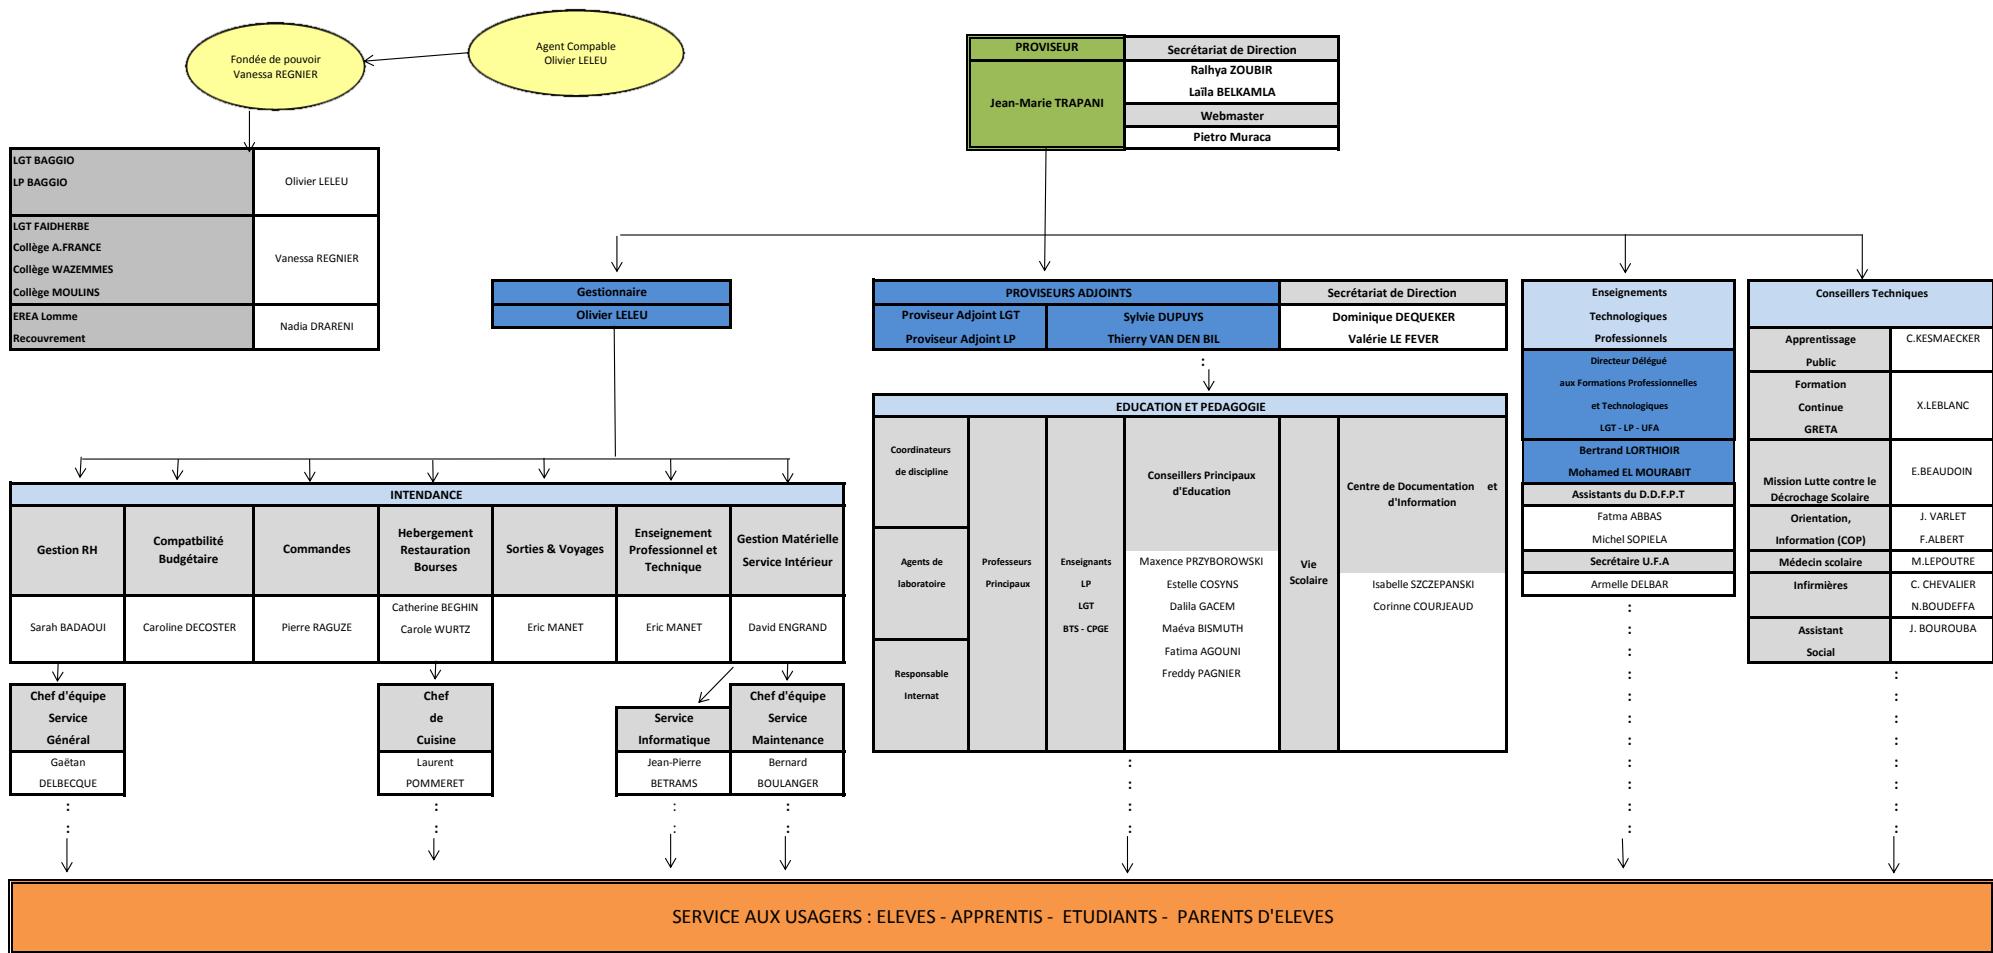 Fondée de pouvoir
Vanessa REGNIER
Agent Compable
Olivier LELEU
PROVISEUR
Jean-Marie TRAPANI
Secrétariat de Direction
Ralhya ZOUBIR
Laïla BELKAMLA
Webmaster
Pietro Muraca
LGT BAGGIO
LP BAGGIO
Olivier LELEU
LGT FAIDHERBE
Collège A.FRANCE
Collège WAZEMMES
Collège MOULINS
Vanessa REGNIER
EREA Lomme
Recouvrement
Nadia DRARENI
Gestionnaire
Olivier LELEU
PROVISEURS ADJOINTS
Proviseur Adjoint LGT
Proviseur Adjoint LP
Sylvie DUPUYS
Thierry VAN DEN BIL
Secrétariat de Direction
Dominique DEQUEKER
Valérie LE FEVER
:
EDUCATION ET PEDAGOGIE
Coordinateurs
de discipline
Agents de
laboratoire
Responsable
Internat
Professeurs
Principaux
Enseignants
LP
LGT
BTS - CPGE
Conseillers Principaux
d'Education
Maxence PRZYBOROWSKI
Estelle COSYNS
Dalila GACEM
Maéva BISMUTH
Fatima AGOUNI
Freddy PAGNIER
Vie
Scolaire
Centre de Documentation et
d'Information
Isabelle SZCZEPANSKI
Corinne COURJEAUD
Enseignements
Technologiques
Professionnels
Directeur Délégué
aux Formations Professionnelles
et Technologiques
LGT - LP - UFA
Bertrand LORTHIOIR
Mohamed EL MOURABIT
Assistants du D.D.F.P.T
Fatma ABBAS
Michel SOPIELA
Secrétaire U.F.A
Armelle DELBAR
Conseillers Techniques
Apprentissage
Public
C.KESMAECKER
Formation
Continue
GRETA
X.LEBLANC
Mission Lutte contre le
Décrochage Scolaire
E.BEAUDOIN
Orientation,
Information (COP)
J. VARLET
F.ALBERT
Médecin scolaire
M.LEPOUTRE
Infirmières
C. CHEVALIER
N.BOUDEFFA
Assistant
Social
J. BOUROUBA
INTENDANCE
Gestion RH
Sarah BADAOUI
Compatbilité
Budgétaire
Caroline DECOSTER
Commandes
Pierre RAGUZE
Hebergement
Restauration
Bourses
Catherine BEGHIN
Carole WURTZ
Sorties & Voyages
Eric MANET
Enseignement
Professionnel et
Technique
Eric MANET
Gestion Matérielle
Service Intérieur
David ENGRAND
Chef d'équipe
Service
Général
Gaëtan
DELBECQUE
Chef
de
Cuisine
Laurent
POMMERET
Service
Informatique
Jean-Pierre
BETRAMS
Chef d'équipe
Service
Maintenance
Bernard
BOULANGER
SERVICE AUX USAGERS : ELEVES - APPRENTIS - ETUDIANTS - PARENTS D'ELEVES